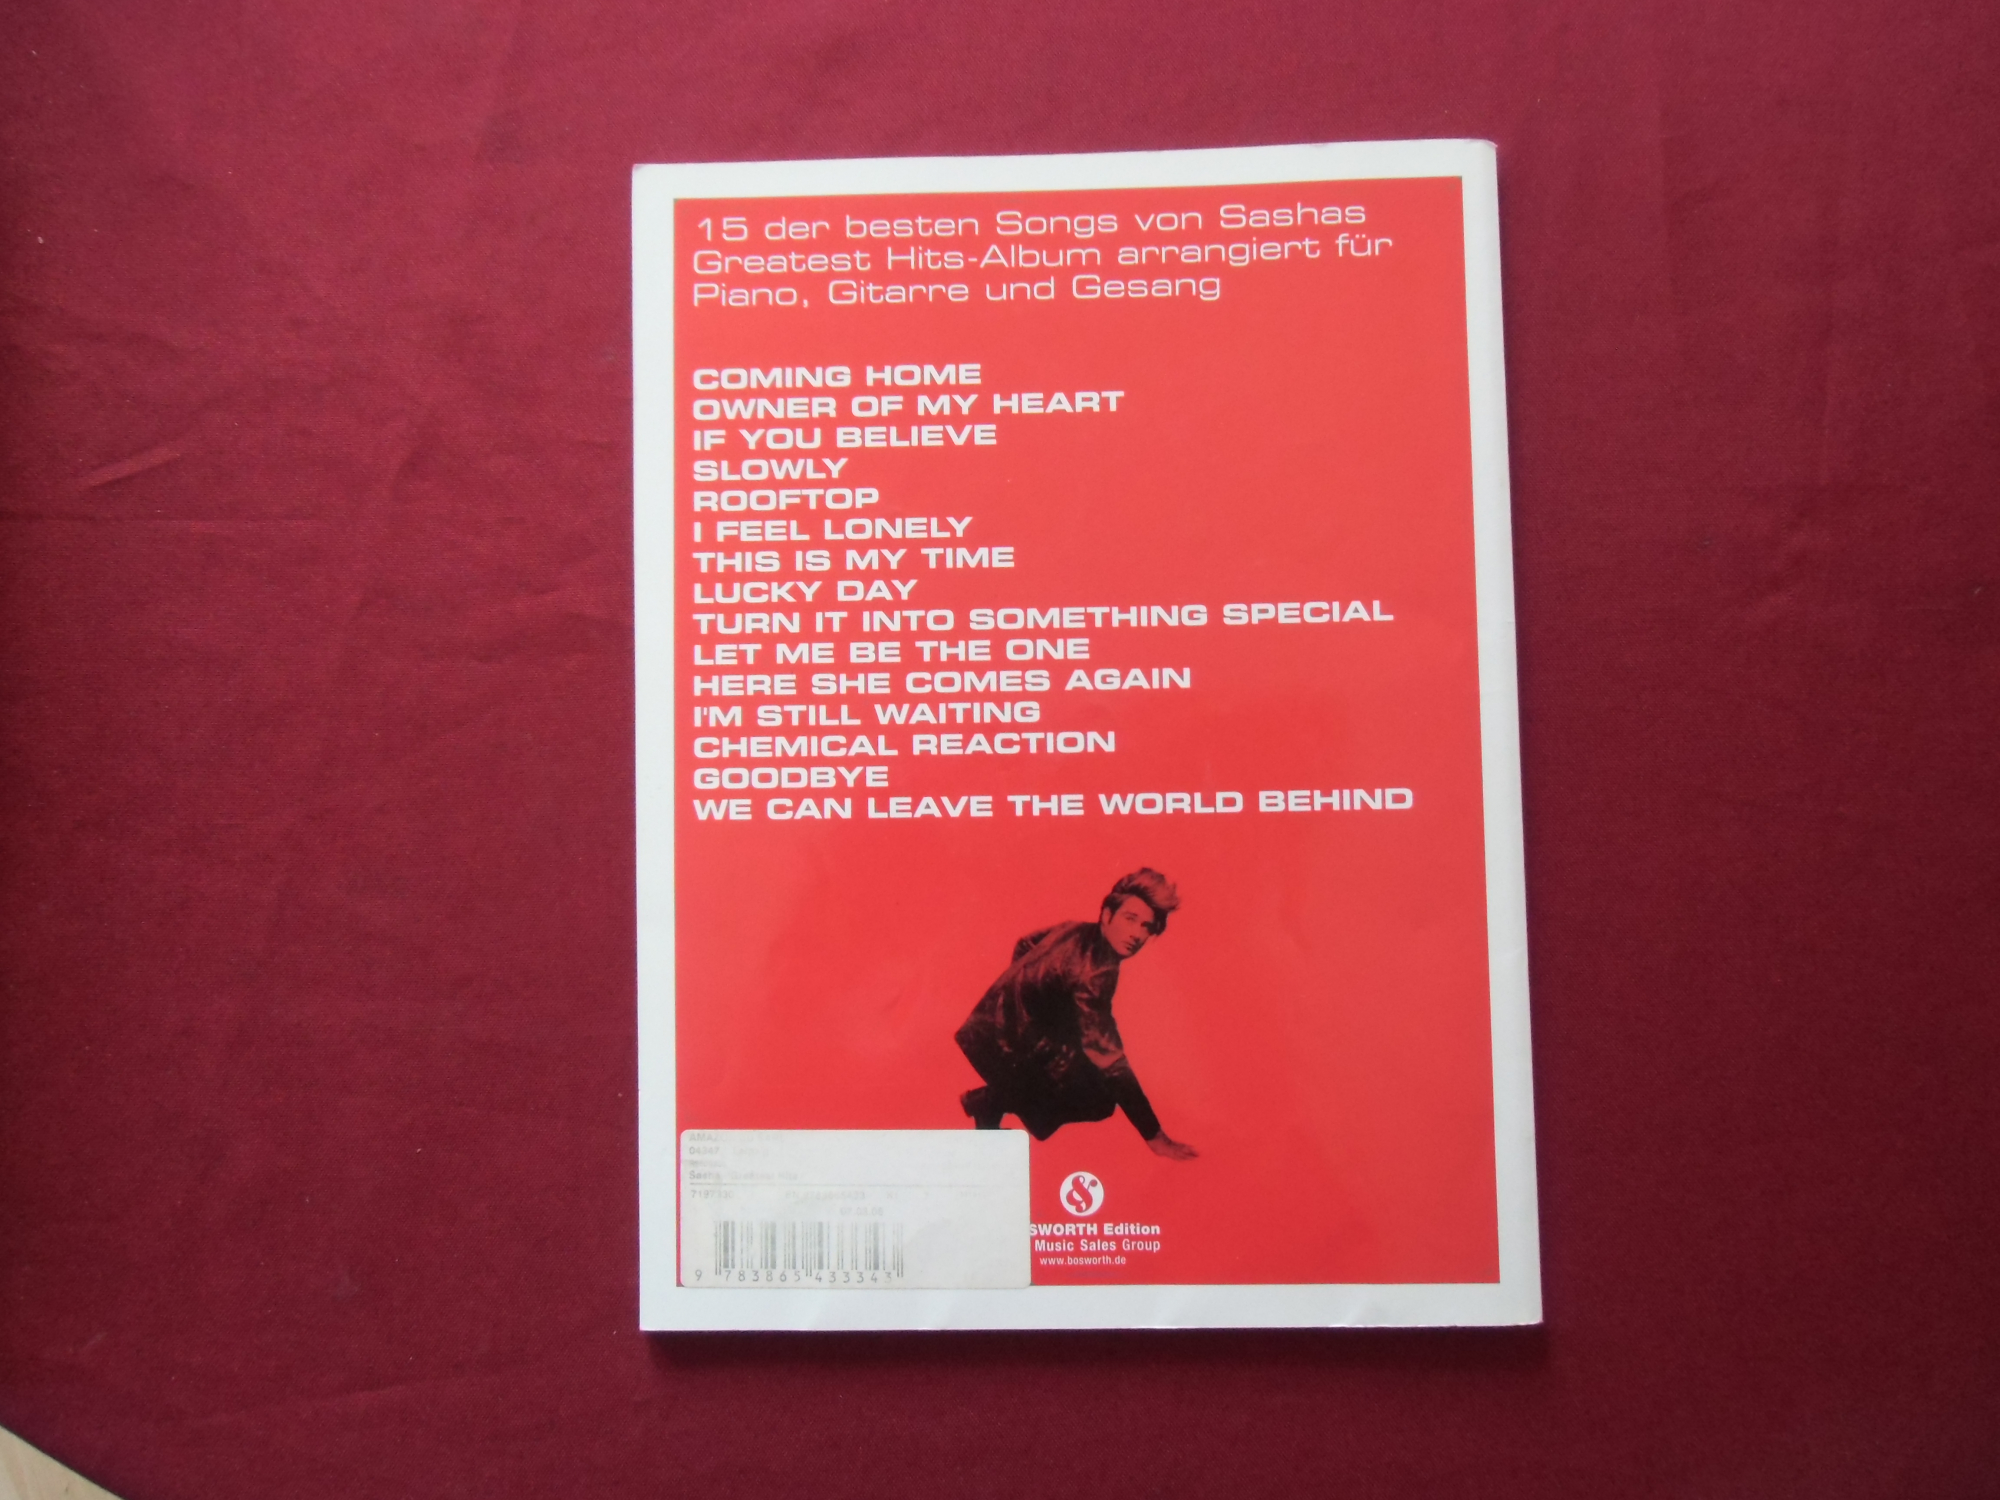 15 der besten Songs von Sashas
Greatest Hits-Album arrangiert für
Piano, Gitarre und Gesang
COMING HOME
OWNER OF MY HEART
IF YOU BELIEVE
SLOWLY
ROOFTOP
I FEEL LONELY
THIS IS MY TIME
LUCKY DAY
TURN IT INTO SOMETHING SPECIAL
LET ME BE THE ONE
HERE SHE COMES AGAIN
I'M STILL WAITING
CHEMICAL REACTION
GOODBYE
WE CAN LEAVE THE WORLD BEHIND
SWORTH Edition
Music Sales Group
www.bosworth.de
9 783865 433343